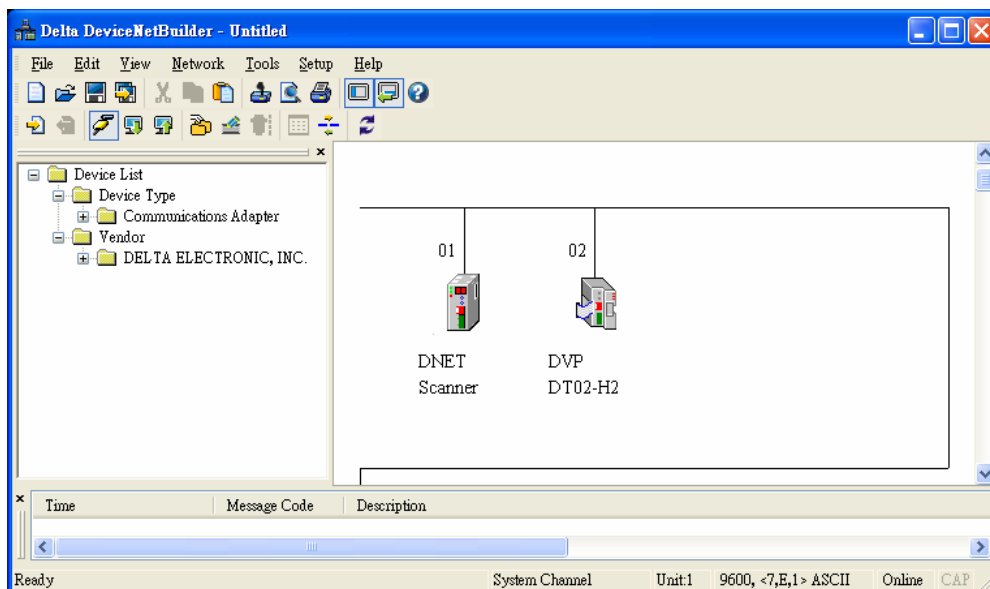 Delta DeviceNetBuilder - Untitled
File Edit View Network Tools Setup Help
Device List
Device Type
Communications Adapter
Vendor
DELTA ELECTRONIC, INC.
01 02
DNET DVP
Scanner DT02-H2
Time Message Code Description
Ready System Channel Unit:1 9600, <7,E,1> ASCII Online CAP